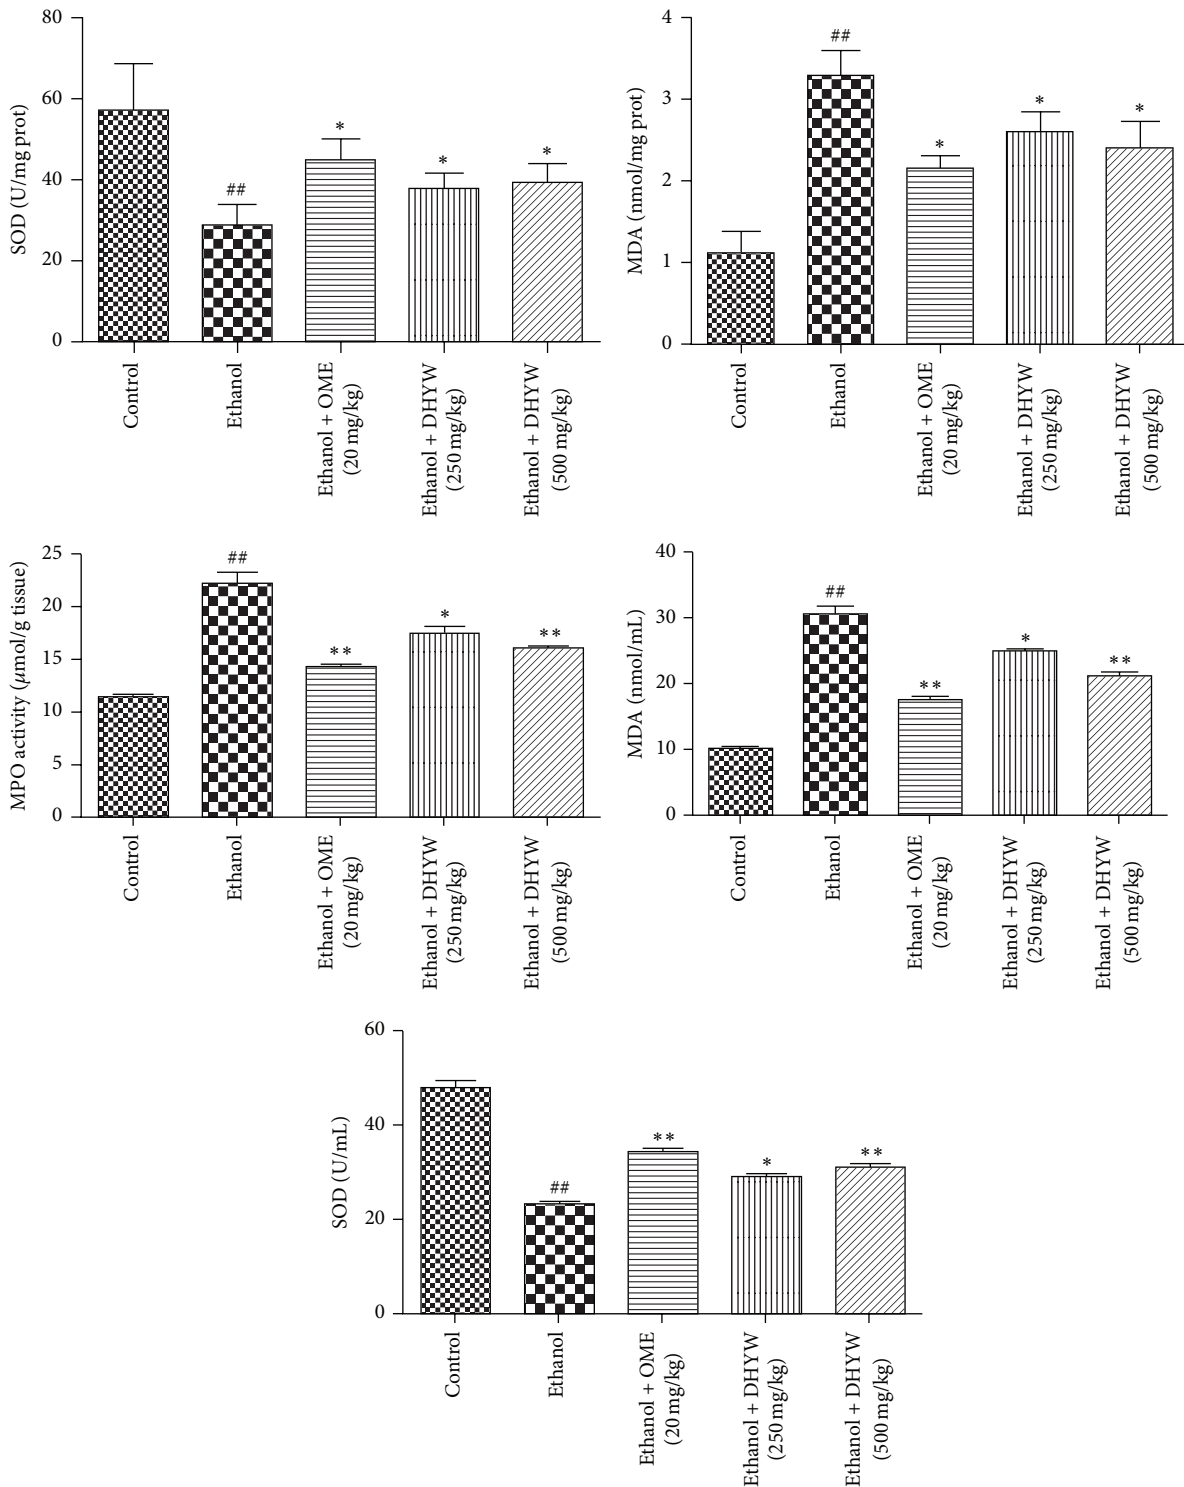 80
60
40
20
0
SOD (U/mg prot)
##
*
*
*
Control
Ethanol
Ethanol + OME
(20 mg/kg)
Ethanol + DHYW
(250 mg/kg)
Ethanol + DHYW
(500 mg/kg)
4
3
2
1
0
MDA (nmol/mg prot)
##
*
*
*
Control
Ethanol
Ethanol + OME
(20 mg/kg)
Ethanol + DHYW
(250 mg/kg)
Ethanol + DHYW
(500 mg/kg)
25
20
15
10
5
0
MPO activity (μmol/g tissue)
##
**
*
**
Control
Ethanol
Ethanol + OME
(20 mg/kg)
Ethanol + DHYW
(250 mg/kg)
Ethanol + DHYW
(500 mg/kg)
40
30
20
10
0
MDA (nmol/mL)
##
**
*
**
Control
Ethanol
Ethanol + OME
(20 mg/kg)
Ethanol + DHYW
(250 mg/kg)
Ethanol + DHYW
(500 mg/kg)
60
40
20
0
SOD (U/mL)
##
**
*
**
Control
Ethanol
Ethanol + OME
(20 mg/kg)
Ethanol + DHYW
(250 mg/kg)
Ethanol + DHYW
(500 mg/kg)